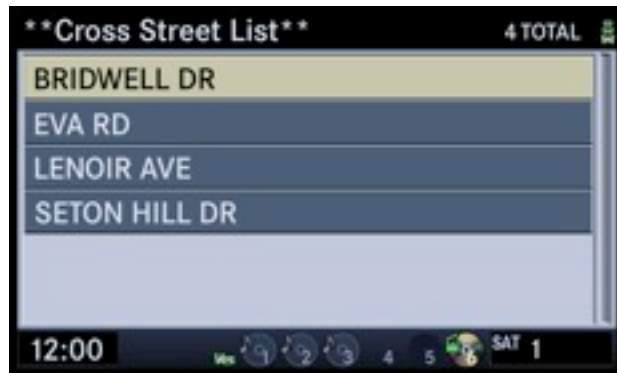 **Cross Street List** 4 TOTAL
BRIDWELL DR
EVA RD
LENOIR AVE
SETON HILL DR
12:00 1 2 3 4 5 6 SAT 1